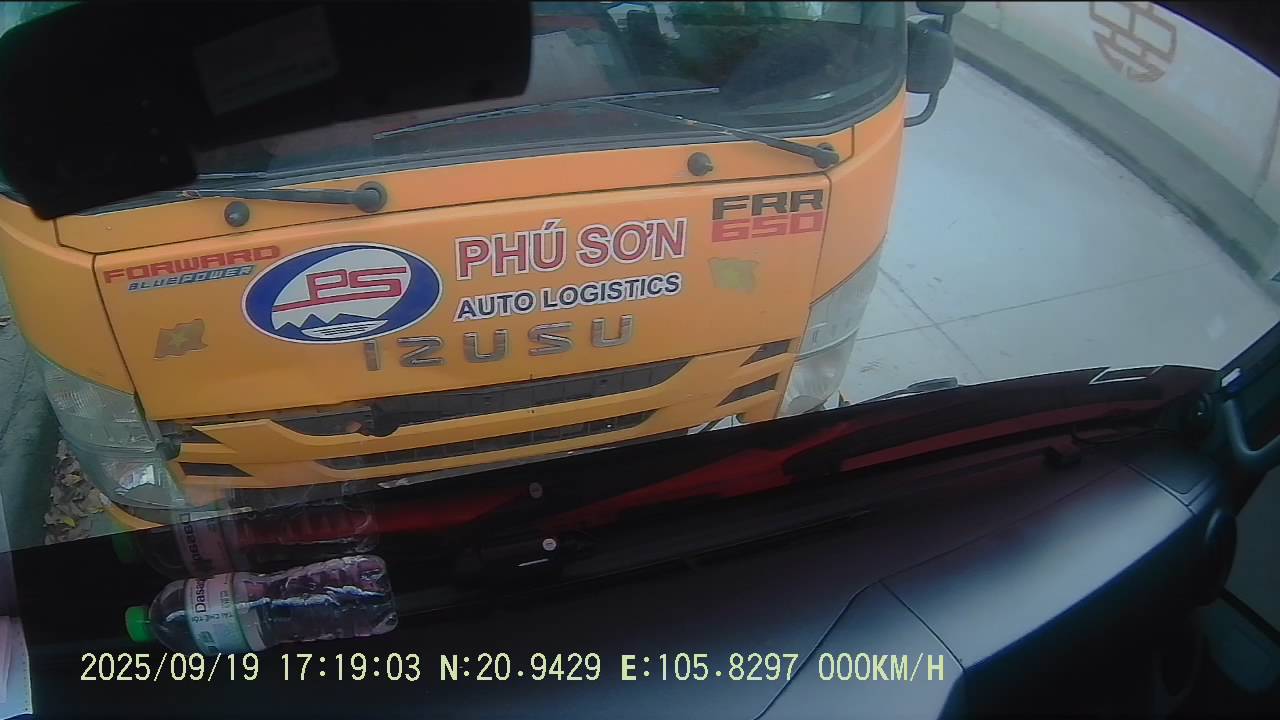 FORWARD
BLUEPOWER
PS
PHÚ SƠN
AUTO LOGISTICS
FRR
650
IZUSU
Dasani
2025/09/19 17:19:03 N:20.9429 E:105.8297 000KM/H